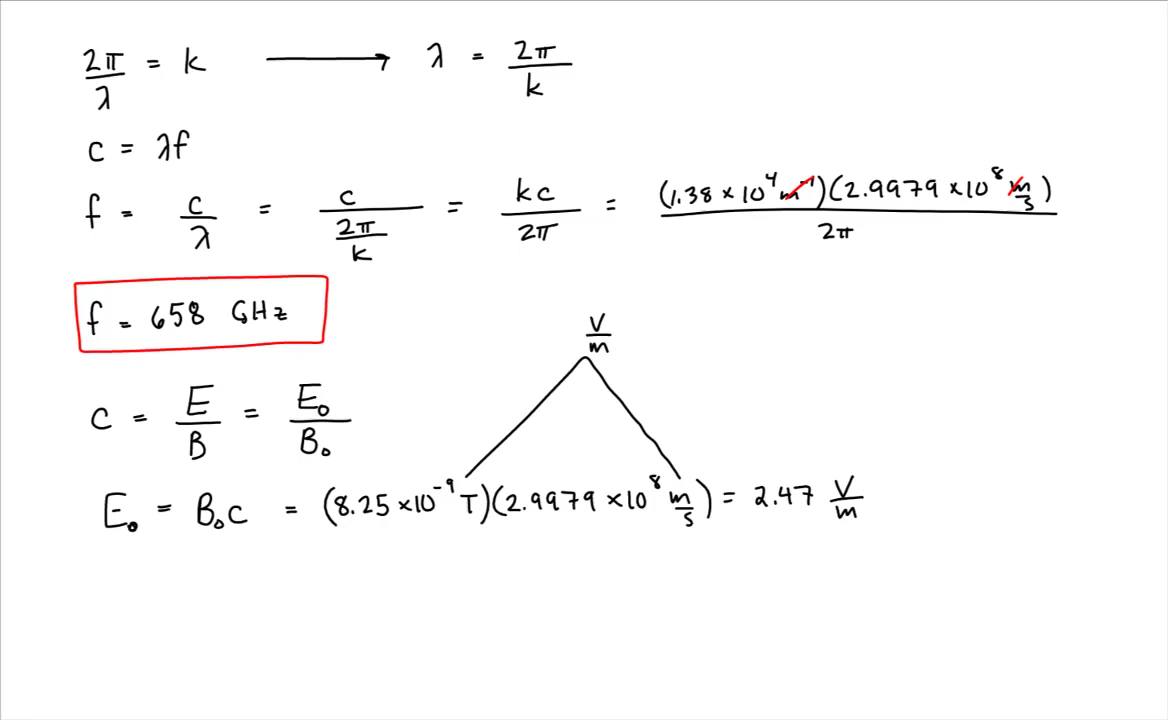 2π/λ = k ⟶ λ = 2π/k
c = λf
f = c/λ = c/(2π/k) = kc/2π = (1.38 × 10⁴ m⁻¹)(2.9979 × 10⁸ m/s)/2π
f = 658 GHz
V/m
c = E/B = E₀/B₀
E₀ = B₀c = (8.25 × 10⁻⁹ T)(2.9979 × 10⁸ m/s) = 2.47 V/m